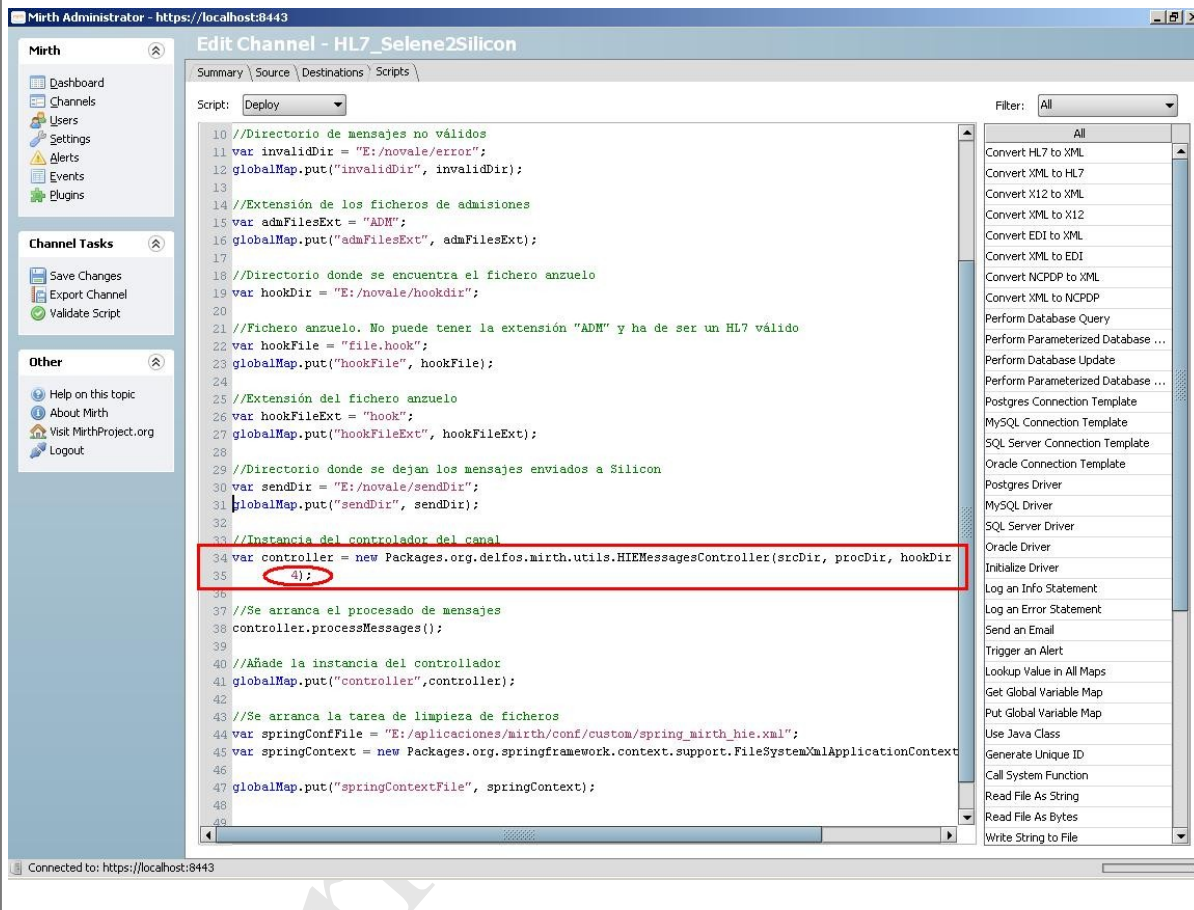 Mirth Administrator - https://localhost:8443
Mirth
Dashboard
Channels
Users
Settings
Alerts
Events
Plugins
Channel Tasks
Save Changes
Export Channel
Validate Script
Other
Help on this topic
About Mirth
Visit MirthProject.org
Logout
Edit Channel - HL7_Selene2Silicon
Summary Source Destinations Scripts
Script: Deploy
Filter: All
10 //Directorio de mensajes no válidos
11 var invalidDir = "E:/novale/error";
12 globalMap.put("invalidDir", invalidDir);
13
14 //Extensión de los ficheros de admisiones
15 var admFilesExt = "ADM";
16 globalMap.put("admFilesExt", admFilesExt);
17
18 //Directorio donde se encuentra el fichero anzuelo
19 var hookDir = "E:/novale/hookdir";
20
21 //Fichero anzuelo. No puede tener la extensión "ADM" y ha de ser un HL7 válido
22 var hookFile = "file.hook";
23 globalMap.put("hookFile", hookFile);
24
25 //Extensión del fichero anzuelo
26 var hookFileExt = "hook";
27 globalMap.put("hookFileExt", hookFileExt);
28
29 //Directorio donde se dejan los mensajes enviados a Silicon
30 var sendDir = "E:/novale/sendDir";
31 globalMap.put("sendDir", sendDir);
32
33 //Instancia del controlador del canal
34 var controller = new Packages.org.delfos.mirth.utils.HIEMessagesController(srcDir, procDir, hookDir
35 4);
36
37 //Se arranca el procesado de mensajes
38 controller.processMessages();
39
40 //Añade la instancia del controllador
41 globalMap.put("controller",controller);
42
43 //Se arranca la tarea de limpieza de ficheros
44 var springConfFile = "E:/aplicaciones/mirth/conf/custom/spring_mirth_hie.xml";
45 var springContext = new Packages.org.springframework.context.support.FileSystemXmlApplicationContext
46
47 globalMap.put("springContextFile", springContext);
48
49
All
Convert HL7 to XML
Convert XML to HL7
Convert X12 to XML
Convert XML to X12
Convert EDI to XML
Convert XML to EDI
Convert NCPDP to XML
Convert XML to NCPDP
Perform Database Query
Perform Parameterized Database ...
Perform Database Update
Perform Parameterized Database ...
Postgres Connection Template
MySQL Connection Template
SQL Server Connection Template
Oracle Connection Template
Postgres Driver
MySQL Driver
SQL Server Driver
Oracle Driver
Initialize Driver
Log an Info Statement
Log an Error Statement
Send an Email
Trigger an Alert
Lookup Value in All Maps
Get Global Variable Map
Put Global Variable Map
Use Java Class
Generate Unique ID
Call System Function
Read File As String
Read File As Bytes
Write String to File
Connected to: https://localhost:8443